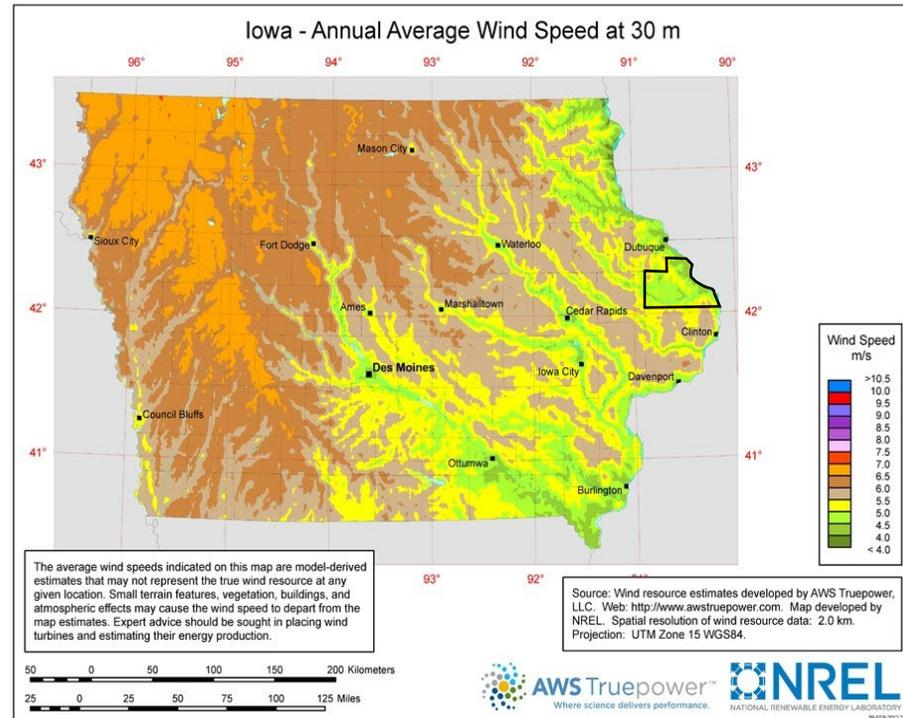 Iowa - Annual Average Wind Speed at 30 m
96° 95° 94° 93° 92° 91° 90°
43° 43°
Mason City
Sioux City
Fort Dodge
Waterloo
Dubuque
42° 42°
Ames
Marshalltown
Cedar Rapids
Clinton
Des Moines
Iowa City
Davenport
Council Bluffs
41° 41°
Ottumwa
Burlington
93° 92°
Wind Speed
m/s
>10.5
10.0
9.5
9.0
8.5
8.0
7.5
7.0
6.5
6.0
5.5
5.0
4.5
4.0
< 4.0
The average wind speeds indicated on this map are model-derived
estimates that may not represent the true wind resource at any
given location. Small terrain features, vegetation, buildings, and
atmospheric effects may cause the wind speed to depart from the
map estimates. Expert advice should be sought in placing wind
turbines and estimating their energy production.
Source: Wind resource estimates developed by AWS Truepower,
LLC. Web: http://www.awstruepower.com. Map developed by
NREL. Spatial resolution of wind resource data: 2.0 km.
Projection: UTM Zone 15 WGS84.
50 0 50 100 150 200 Kilometers
25 0 25 50 75 100 125 Miles
AWS Truepower™
Where science delivers performance.
NREL
NATIONAL RENEWABLE ENERGY LABORATORY